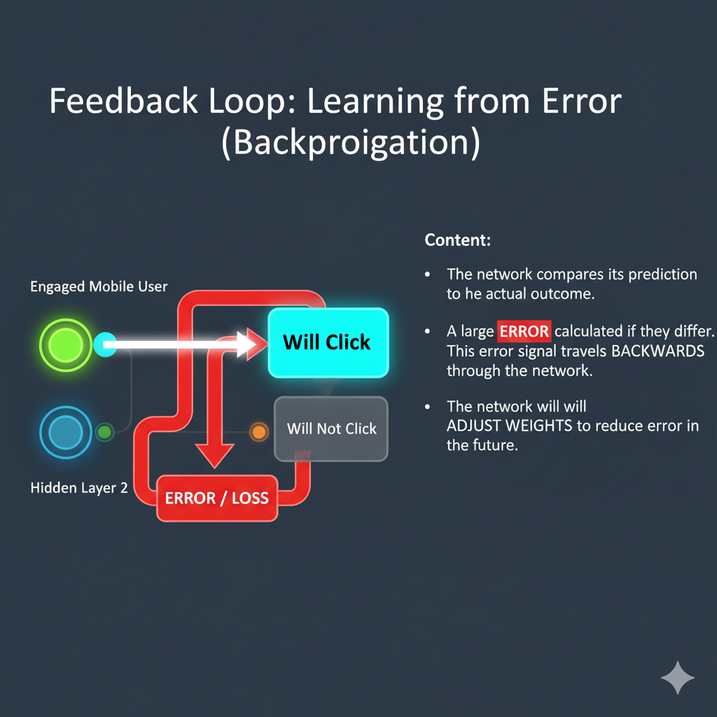 Feedback Loop: Learning from Error
(Backproigation)
Content:
• The network compares its prediction
to he actual outcome.
• A large ERROR calculated if they differ.
This error signal travels BACKWARDS
through the network.
• The network will will
ADJUST WEIGHTS to reduce error in
the future.
Engaged Mobile User
Will Click
Will Not Click
Hidden Layer 2
ERROR / LOSS